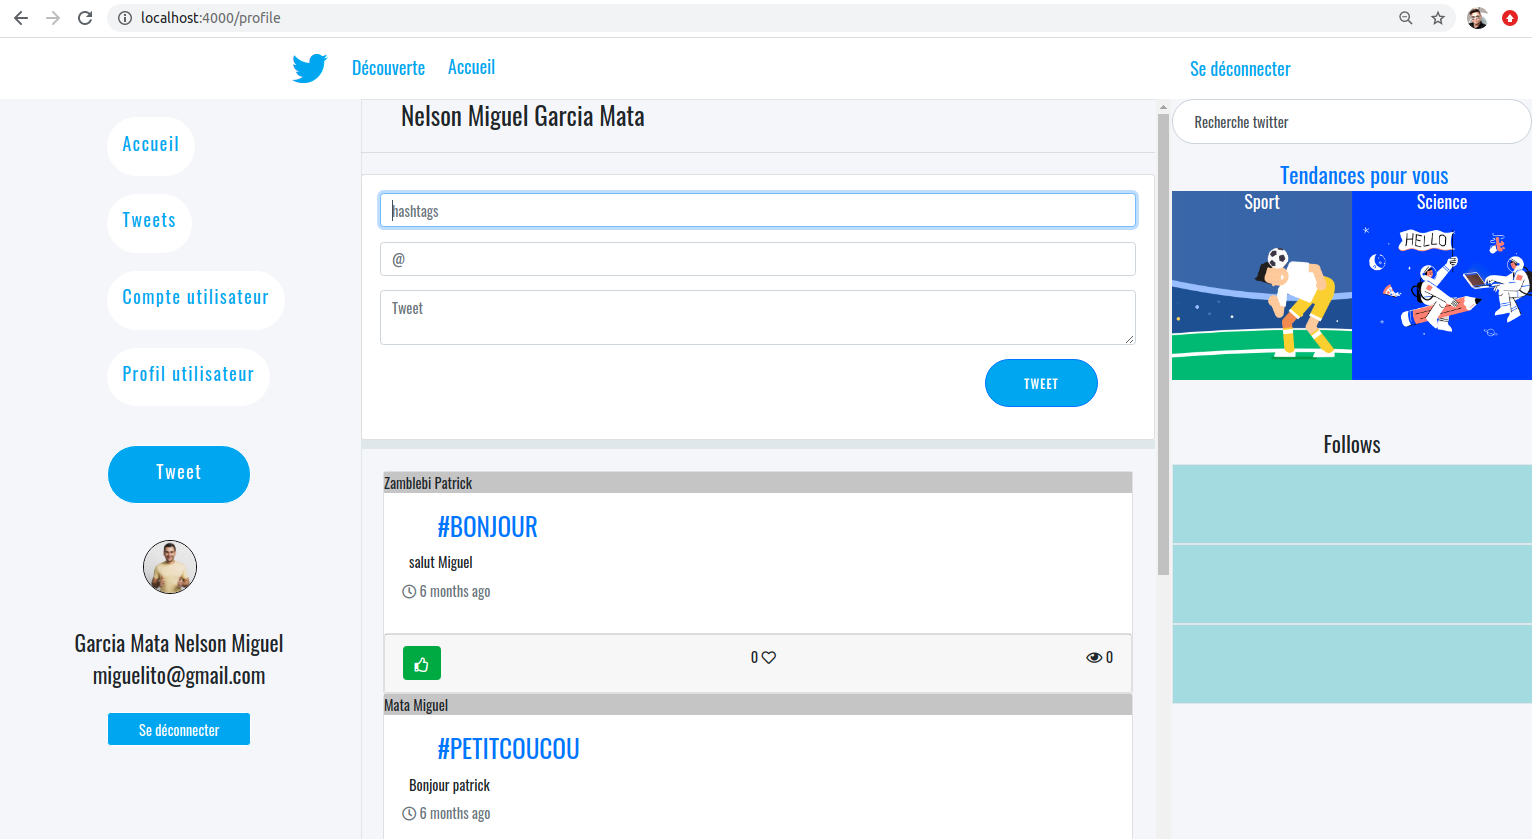 localhost:4000/profile
Découverte
Accueil
Se déconnecter
Accueil
Tweets
Compte utilisateur
Profil utilisateur
Tweet
Garcia Mata Nelson Miguel
miguelito@gmail.com
Se déconnecter
Nelson Miguel Garcia Mata
hashtags
@
Tweet
TWEET
Zamblebi Patrick
#BONJOUR
salut Miguel
6 months ago
0
0
Mata Miguel
#PETITCOUCOU
Bonjour patrick
6 months ago
Recherche twitter
Tendances pour vous
Sport
Science
HELLO
Follows